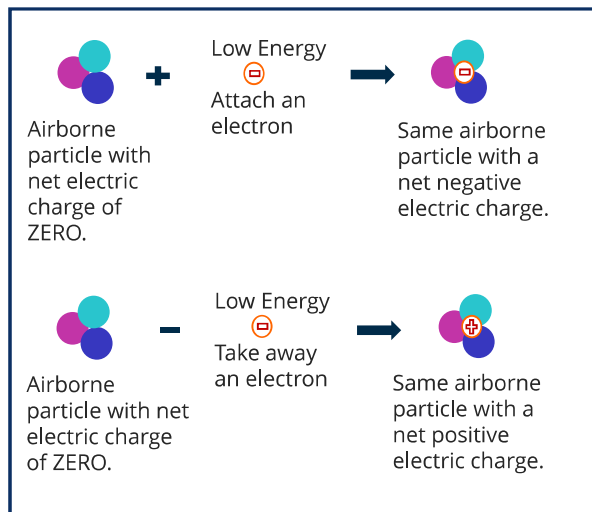 Low Energy
Attach an
electron
Airborne
particle with
net electric
charge of
ZERO.
Same airborne
particle with a
net negative
electric charge.
Low Energy
Take away
an electron
Airborne
particle with net
electric charge
of ZERO.
Same airborne
particle with a
net positive
electric charge.